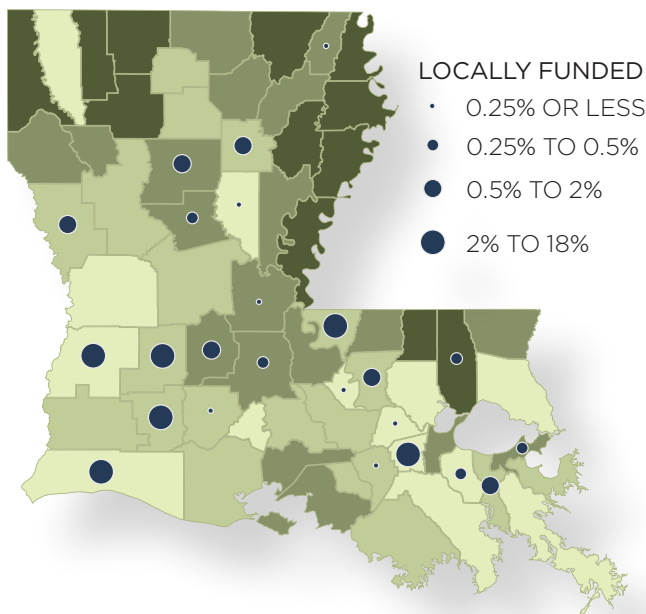 LOCALLY FUNDED
0.25% OR LESS
0.25% TO 0.5%
0.5% TO 2%
2% TO 18%